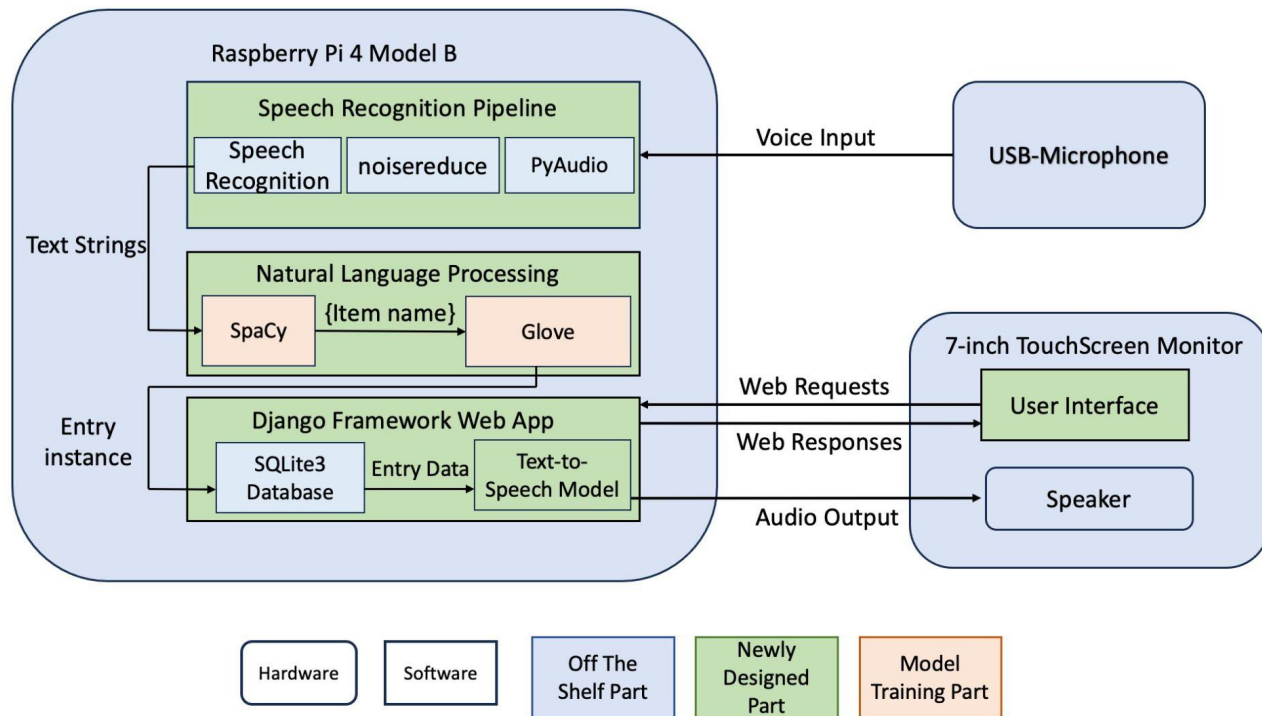 Raspberry Pi 4 Model B
Speech Recognition Pipeline
Speech
Recognition
noisereduce
PyAudio
Voice Input
USB-Microphone
Text Strings
Natural Language Processing
SpaCy
{Item name}
Glove
7-inch TouchScreen Monitor
Web Requests
User Interface
Web Responses
Entry
instance
Django Framework Web App
SQLite3
Database
Entry Data
Text-to-
Speech Model
Speaker
Audio Output
Hardware
Software
Off The
Shelf Part
Newly
Designed
Part
Model
Training Part